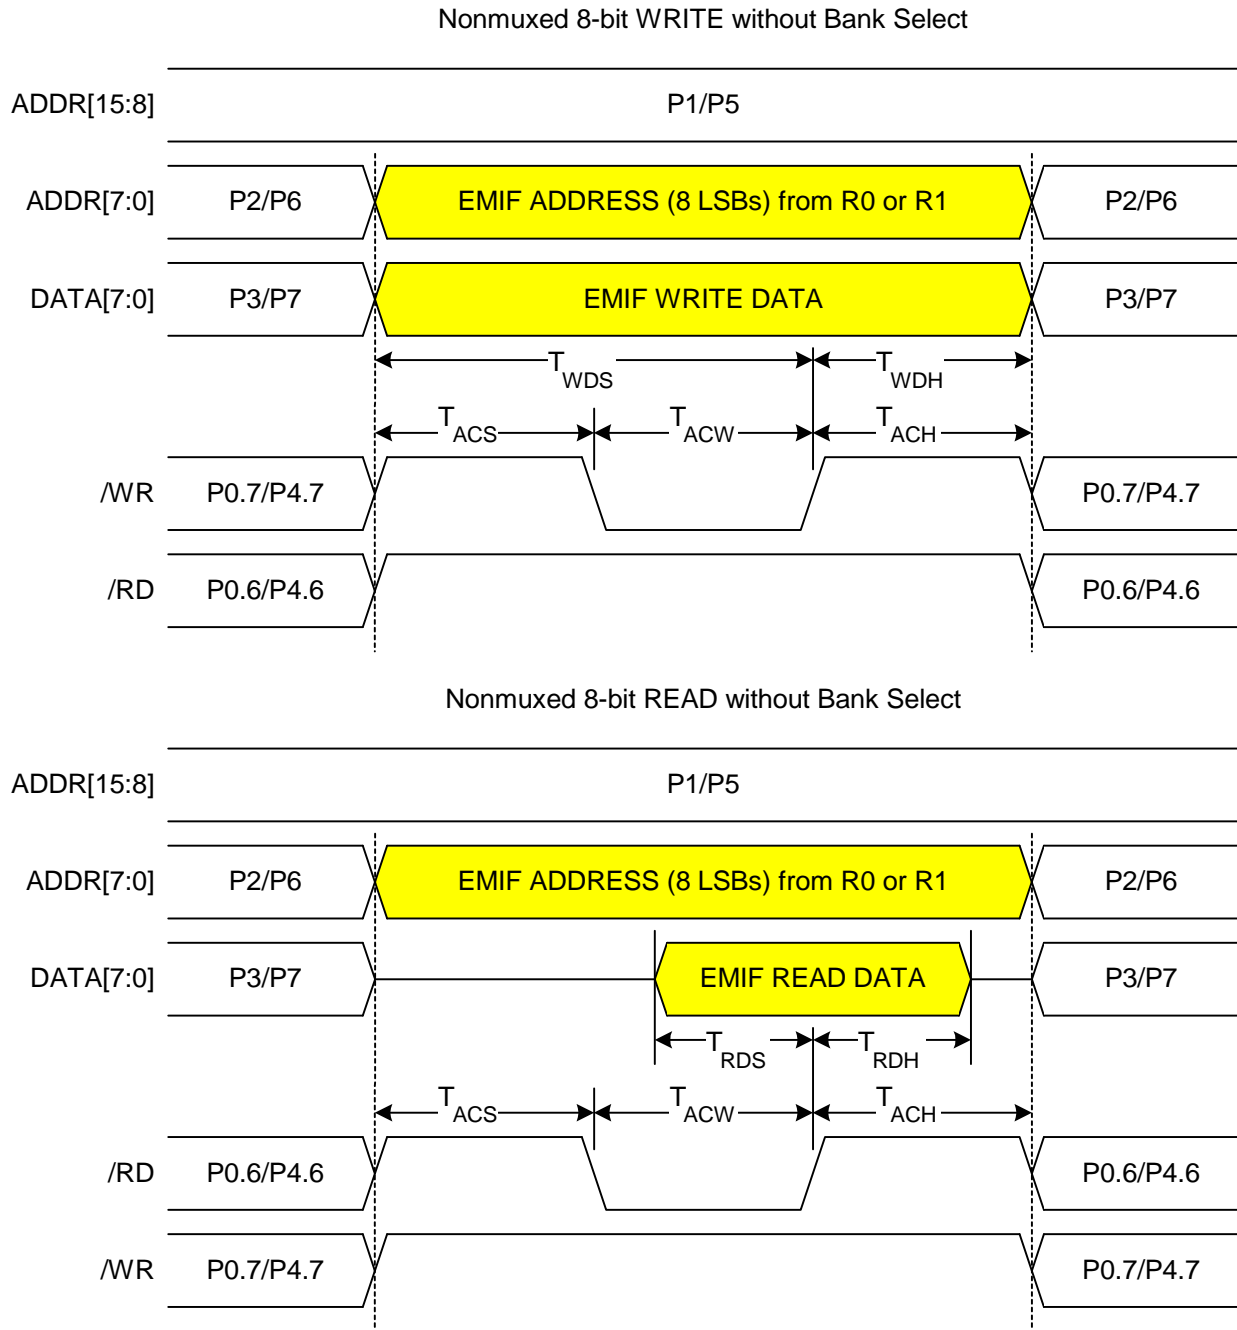 Nonmuxed 8-bit WRITE without Bank Select
ADDR[15:8] P1/P5
ADDR[7:0] P2/P6 EMIF ADDRESS (8 LSBs) from R0 or R1 P2/P6
DATA[7:0] P3/P7 EMIF WRITE DATA P3/P7
TWDS TWDH
TACS TACW TACH
/WR P0.7/P4.7 P0.7/P4.7
/RD P0.6/P4.6 P0.6/P4.6
Nonmuxed 8-bit READ without Bank Select
ADDR[15:8] P1/P5
ADDR[7:0] P2/P6 EMIF ADDRESS (8 LSBs) from R0 or R1 P2/P6
DATA[7:0] P3/P7 EMIF READ DATA P3/P7
TRDS TRDH
TACS TACW TACH
/RD P0.6/P4.6 P0.6/P4.6
/WR P0.7/P4.7 P0.7/P4.7